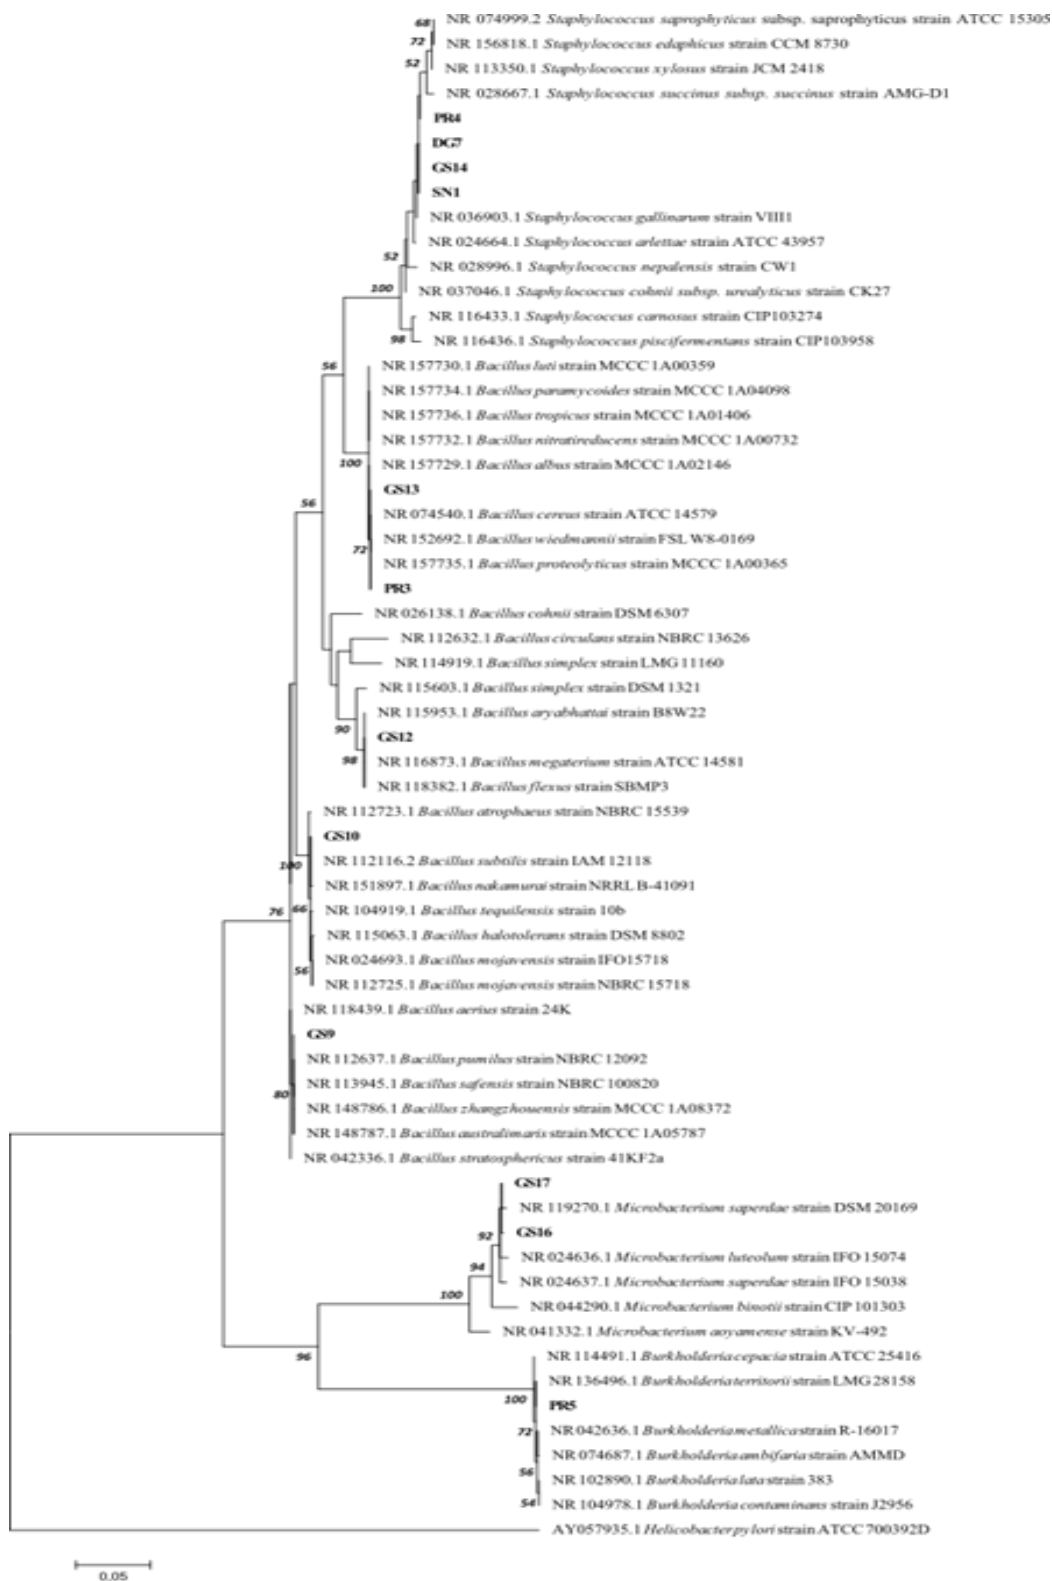 68
NR 074999.2 Staphylococcus saprophyticus subsp. saprophyticus strain ATCC 15305
72
NR 156818.1 Staphylococcus edaphicus strain CCM 8730
52
NR 113350.1 Staphylococcus xylosus strain JCM 2418
NR 028667.1 Staphylococcus succinus subsp. succinus strain AMG-D1
PR4
DG7
GS14
SN1
NR 036903.1 Staphylococcus gallinarum strain VIII1
NR 024664.1 Staphylococcus arlettae strain ATCC 43957
52
NR 028996.1 Staphylococcus nepalensis strain CW1
100
NR 037046.1 Staphylococcus cohnii subsp. urealyticus strain CK27
NR 116433.1 Staphylococcus carnosus strain CIP103274
98
NR 116436.1 Staphylococcus piscifermentans strain CIP103958
56
NR 157730.1 Bacillus luti strain MCCC 1A00359
NR 157734.1 Bacillus paramycoides strain MCCC 1A04098
NR 157736.1 Bacillus tropicus strain MCCC 1A01406
NR 157732.1 Bacillus nitratireducens strain MCCC 1A00732
100
NR 157729.1 Bacillus albus strain MCCC 1A02146
GS13
56
NR 074540.1 Bacillus cereus strain ATCC 14579
NR 152692.1 Bacillus wiedmannii strain FSL W8-0169
72
NR 157735.1 Bacillus proteolyticus strain MCCC 1A00365
PR3
NR 026138.1 Bacillus cohnii strain DSM 6307
NR 112632.1 Bacillus circulans strain NBRC 13626
NR 114919.1 Bacillus simplex strain LMG 11160
NR 115603.1 Bacillus simplex strain DSM 1321
NR 115953.1 Bacillus aryabhattai strain B8W22
90
GS12
98
NR 116873.1 Bacillus megaterium strain ATCC 14581
NR 118382.1 Bacillus flexus strain SBMP3
NR 112723.1 Bacillus atrophaeus strain NBRC 15539
GS10
100
NR 112116.2 Bacillus subtilis strain IAM 12118
NR 151897.1 Bacillus nakamurai strain NRRL B-41091
76
66
NR 104919.1 Bacillus tequilensis strain 10b
NR 115063.1 Bacillus halotolerans strain DSM 8802
NR 024693.1 Bacillus mojavensis strain IFO15718
56
NR 112725.1 Bacillus mojavensis strain NBRC 15718
NR 118439.1 Bacillus aerius strain 24K
GS9
NR 112637.1 Bacillus pumilus strain NBRC 12092
NR 113945.1 Bacillus safensis strain NBRC 100820
80
NR 148786.1 Bacillus zhangzhouensis strain MCCC 1A08372
NR 148787.1 Bacillus australimaris strain MCCC 1A05787
NR 042336.1 Bacillus stratosphericus strain 41KF2a
GS17
NR 119270.1 Microbacterium saperdae strain DSM 20169
92
GS16
NR 024636.1 Microbacterium luteolum strain IFO 15074
94
NR 024637.1 Microbacterium saperdae strain IFO 15038
100
NR 044290.1 Microbacterium binotii strain CIP 101303
NR 041332.1 Microbacterium aoyamense strain KV-492
96
NR 114491.1 Burkholderia cepacia strain ATCC 25416
NR 136496.1 Burkholderia territorii strain LMG 28158
100
PR5
72
NR 042636.1 Burkholderia metallica strain R-16017
NR 074687.1 Burkholderia ambifaria strain AMMD
56
NR 102890.1 Burkholderia lata strain 383
54
NR 104978.1 Burkholderia contaminans strain J2956
AY057935.1 Helicobacter pylori strain ATCC 700392D
0.05